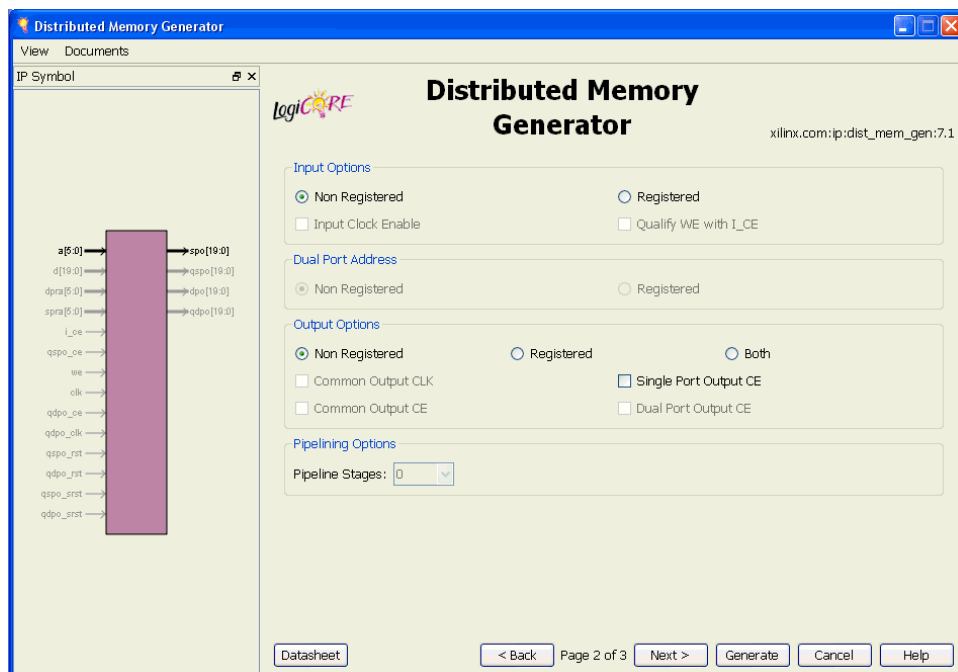 Distributed Memory Generator
View Documents
IP Symbol
LogiCORE
Distributed Memory
Generator
xilinx.com:ip:dist_mem_gen:7.1
a[5:0] spo[19:0]
d[19:0] qspo[19:0]
dpra[5:0] dpo[19:0]
spra[5:0] qdpo[19:0]
i_ce
qspo_ce
we
clk
qdpo_ce
qdpo_clk
qspo_rst
qdpo_rst
qspo_srst
qdpo_srst
Input Options
Non Registered Registered
Input Clock Enable Qualify WE with I_CE
Dual Port Address
Non Registered Registered
Output Options
Non Registered Registered Both
Common Output CLK Single Port Output CE
Common Output CE Dual Port Output CE
Pipelining Options
Pipeline Stages: 0
Datasheet < Back Page 2 of 3 Next > Generate Cancel Help